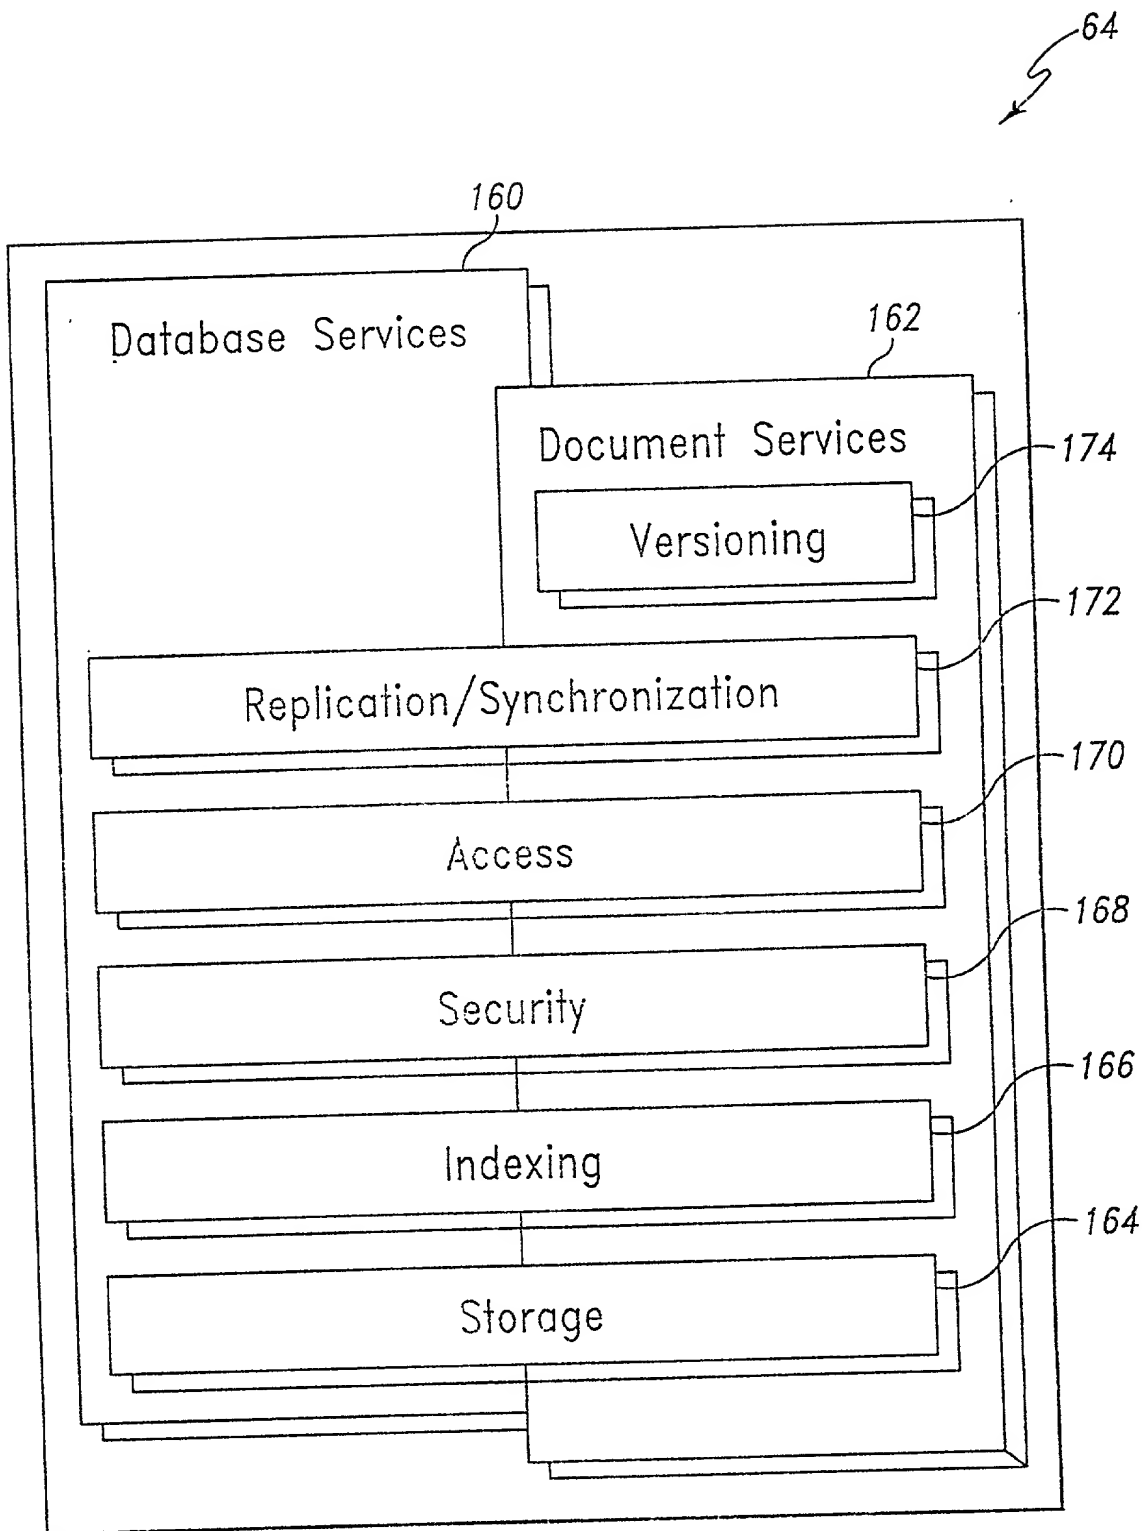 64
160
Database Services
162
Document Services
174
Versioning
172
Replication/Synchronization
170
Access
168
Security
166
Indexing
164
Storage